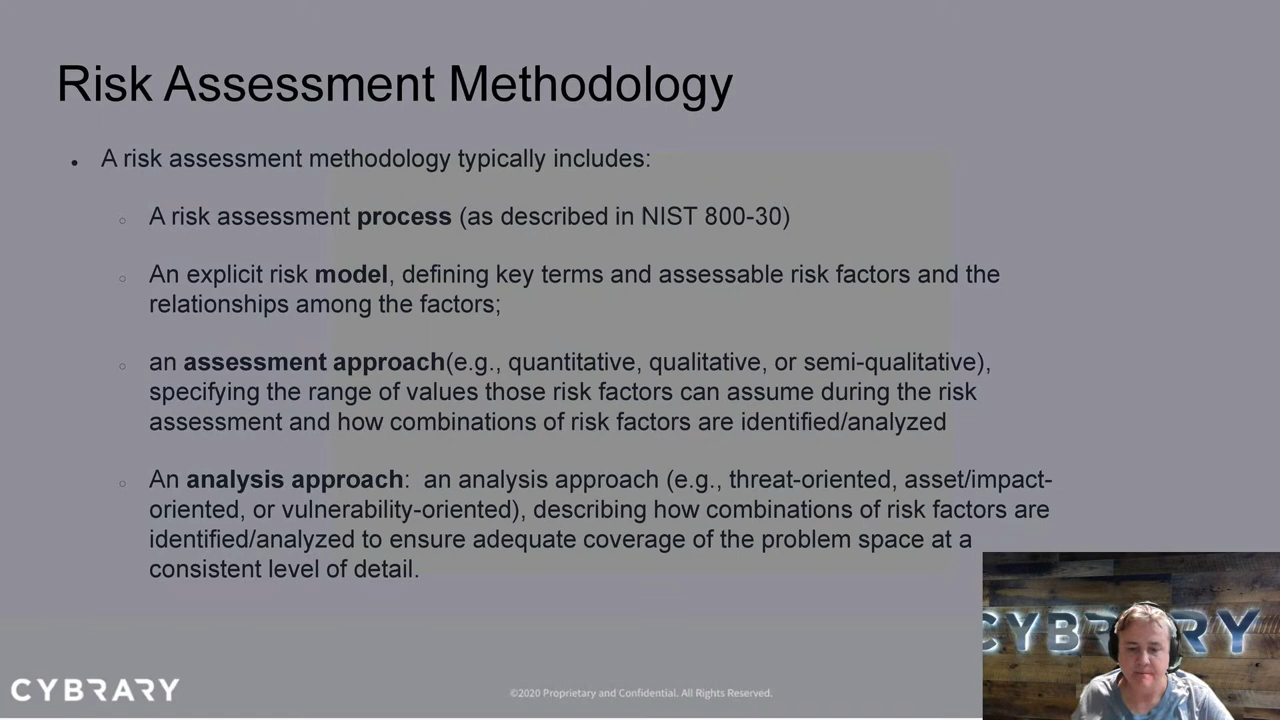 Risk Assessment Methodology
• A risk assessment methodology typically includes:
○ A risk assessment process (as described in NIST 800-30)
○ An explicit risk model, defining key terms and assessable risk factors and the
relationships among the factors;
○ an assessment approach(e.g., quantitative, qualitative, or semi-qualitative),
specifying the range of values those risk factors can assume during the risk
assessment and how combinations of risk factors are identified/analyzed
○ An analysis approach:  an analysis approach (e.g., threat-oriented, asset/impact-
oriented, or vulnerability-oriented), describing how combinations of risk factors are
identified/analyzed to ensure adequate coverage of the problem space at a
consistent level of detail.
CYBRARY
CYBRARY
©2020 Proprietary and Confidential. All Rights Reserved.